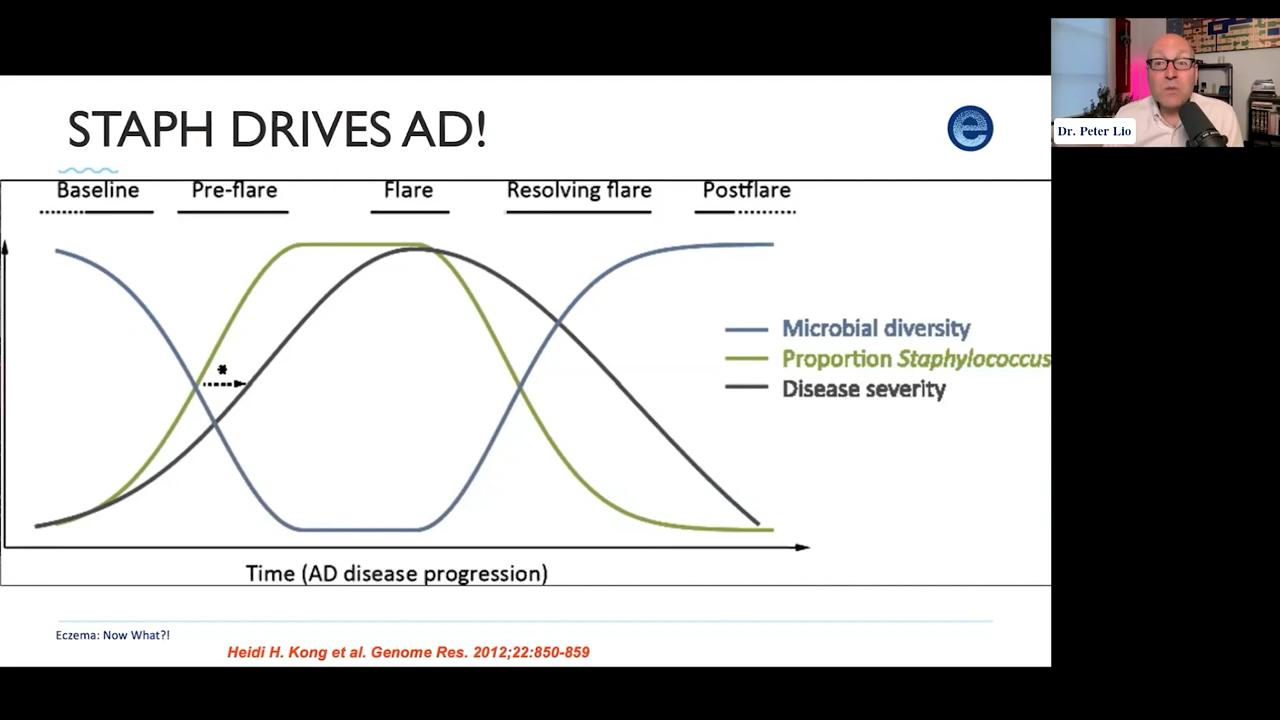 STAPH DRIVES AD!
e
Dr. Peter Lio
Baseline Pre-flare Flare Resolving flare Postflare
*
Microbial diversity
Proportion Staphylococcus
Disease severity
Time (AD disease progression)
Eczema: Now What?!
Heidi H. Kong et al. Genome Res. 2012;22:850-859